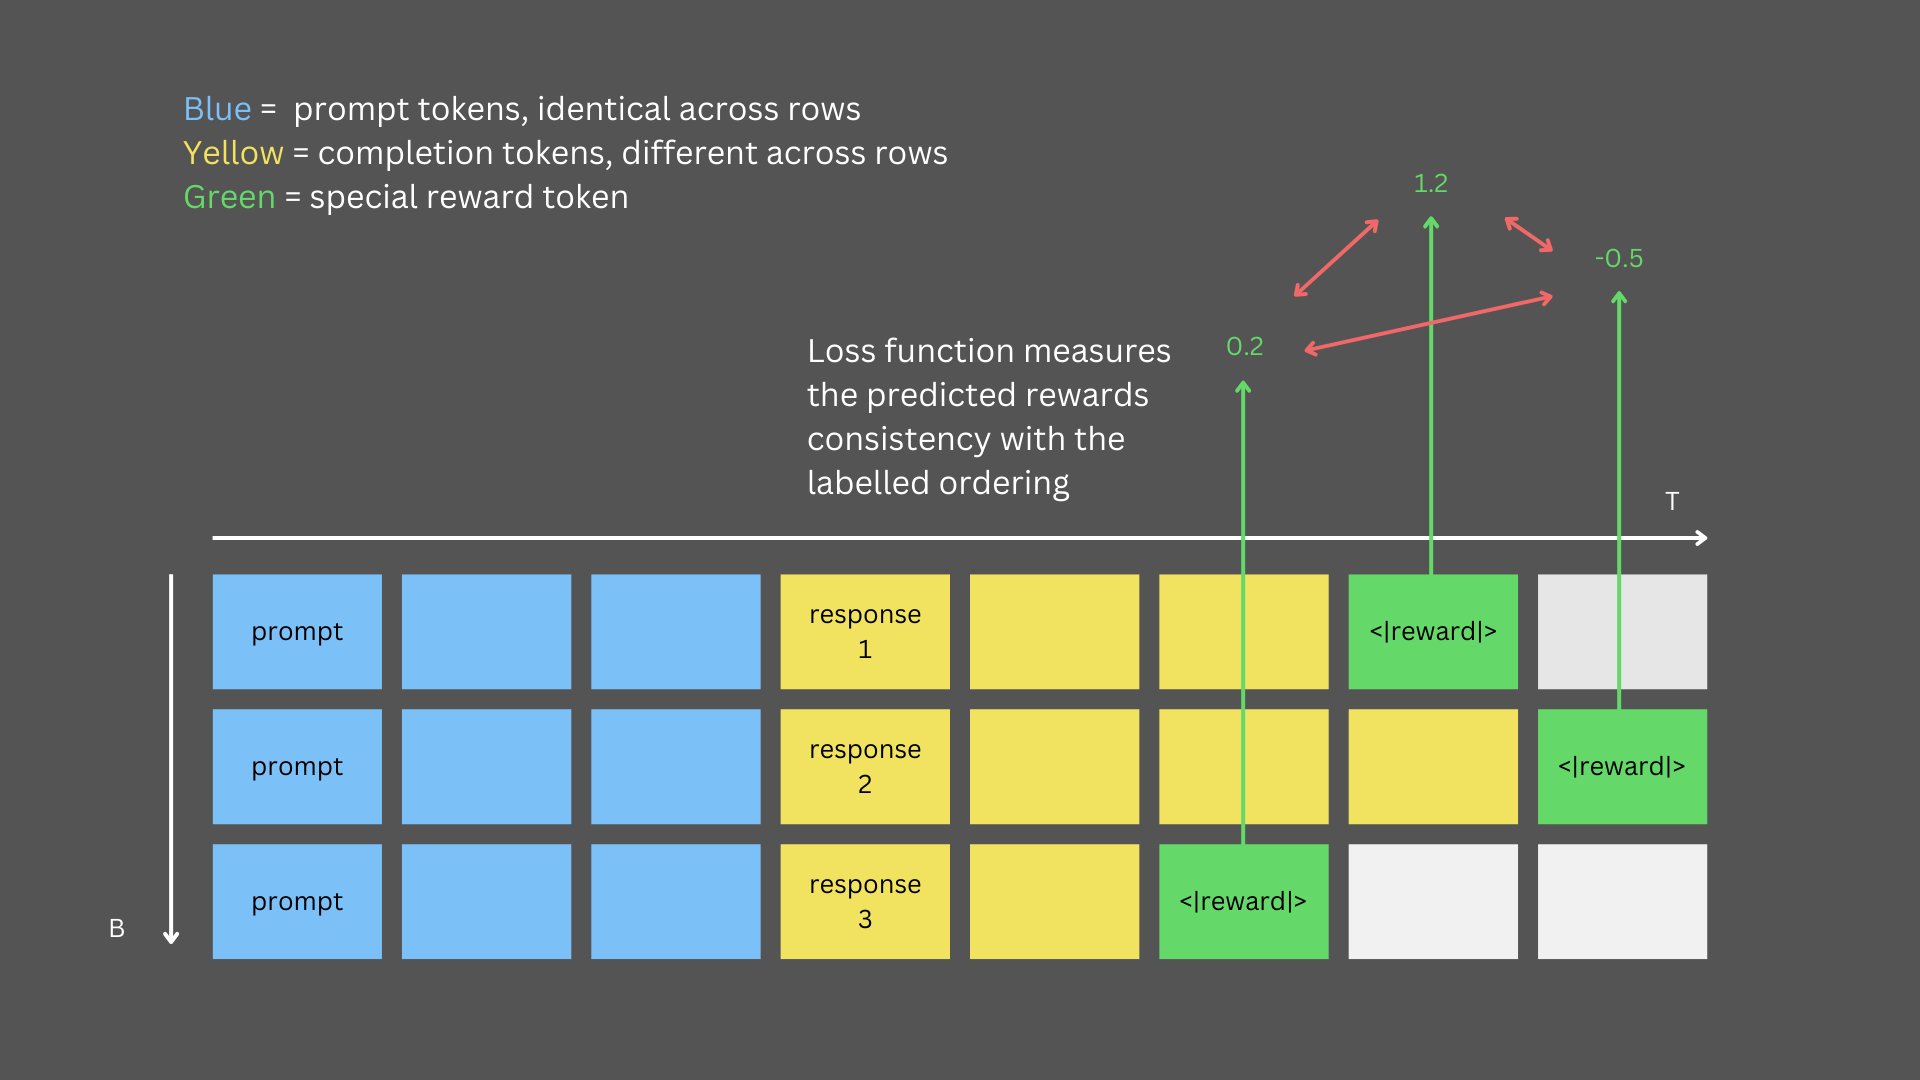 Blue = prompt tokens, identical across rows
Yellow = completion tokens, different across rows
Green = special reward token
1.2
-0.5
0.2
Loss function measures
the predicted rewards
consistency with the
labelled ordering
T
prompt
response
1
<|reward|>
prompt
response
2
<|reward|>
prompt
response
3
<|reward|>
B